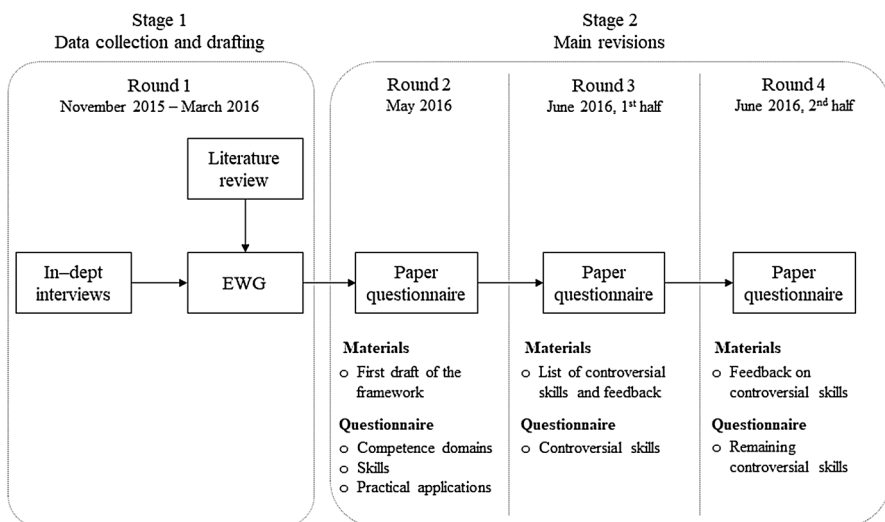 Stage 1
Data collection and drafting
Stage 2
Main revisions
Round 1
November 2015 – March 2016
Literature
review
In–dept
interviews
EWG
Round 2
May 2016
Paper
questionnaire
Materials
o First draft of the
framework
Questionnaire
o Competence domains
o Skills
o Practical applications
Round 3
June 2016, 1st half
Paper
questionnaire
Materials
o List of controversial
skills and feedback
Questionnaire
o Controversial skills
Round 4
June 2016, 2nd half
Paper
questionnaire
Materials
o Feedback on
controversial skills
Questionnaire
o Remaining
controversial skills